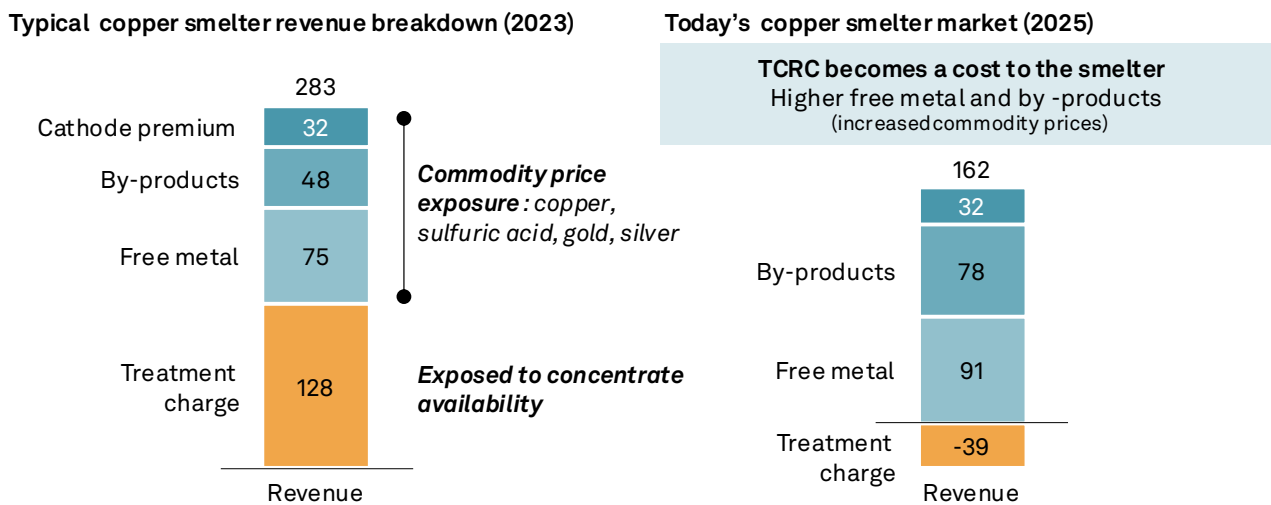 Typical copper smelter revenue breakdown (2023)
283
Cathode premium
32
By-products
48
Free metal
75
Treatment
charge
128
Commodity price
exposure: copper,
sulfuric acid, gold, silver
Exposed to concentrate
availability
Revenue
Today's copper smelter market (2025)
TCRC becomes a cost to the smelter
Higher free metal and by -products
(increased commodity prices)
162
32
By-products
78
Free metal
91
Treatment
charge
-39
Revenue